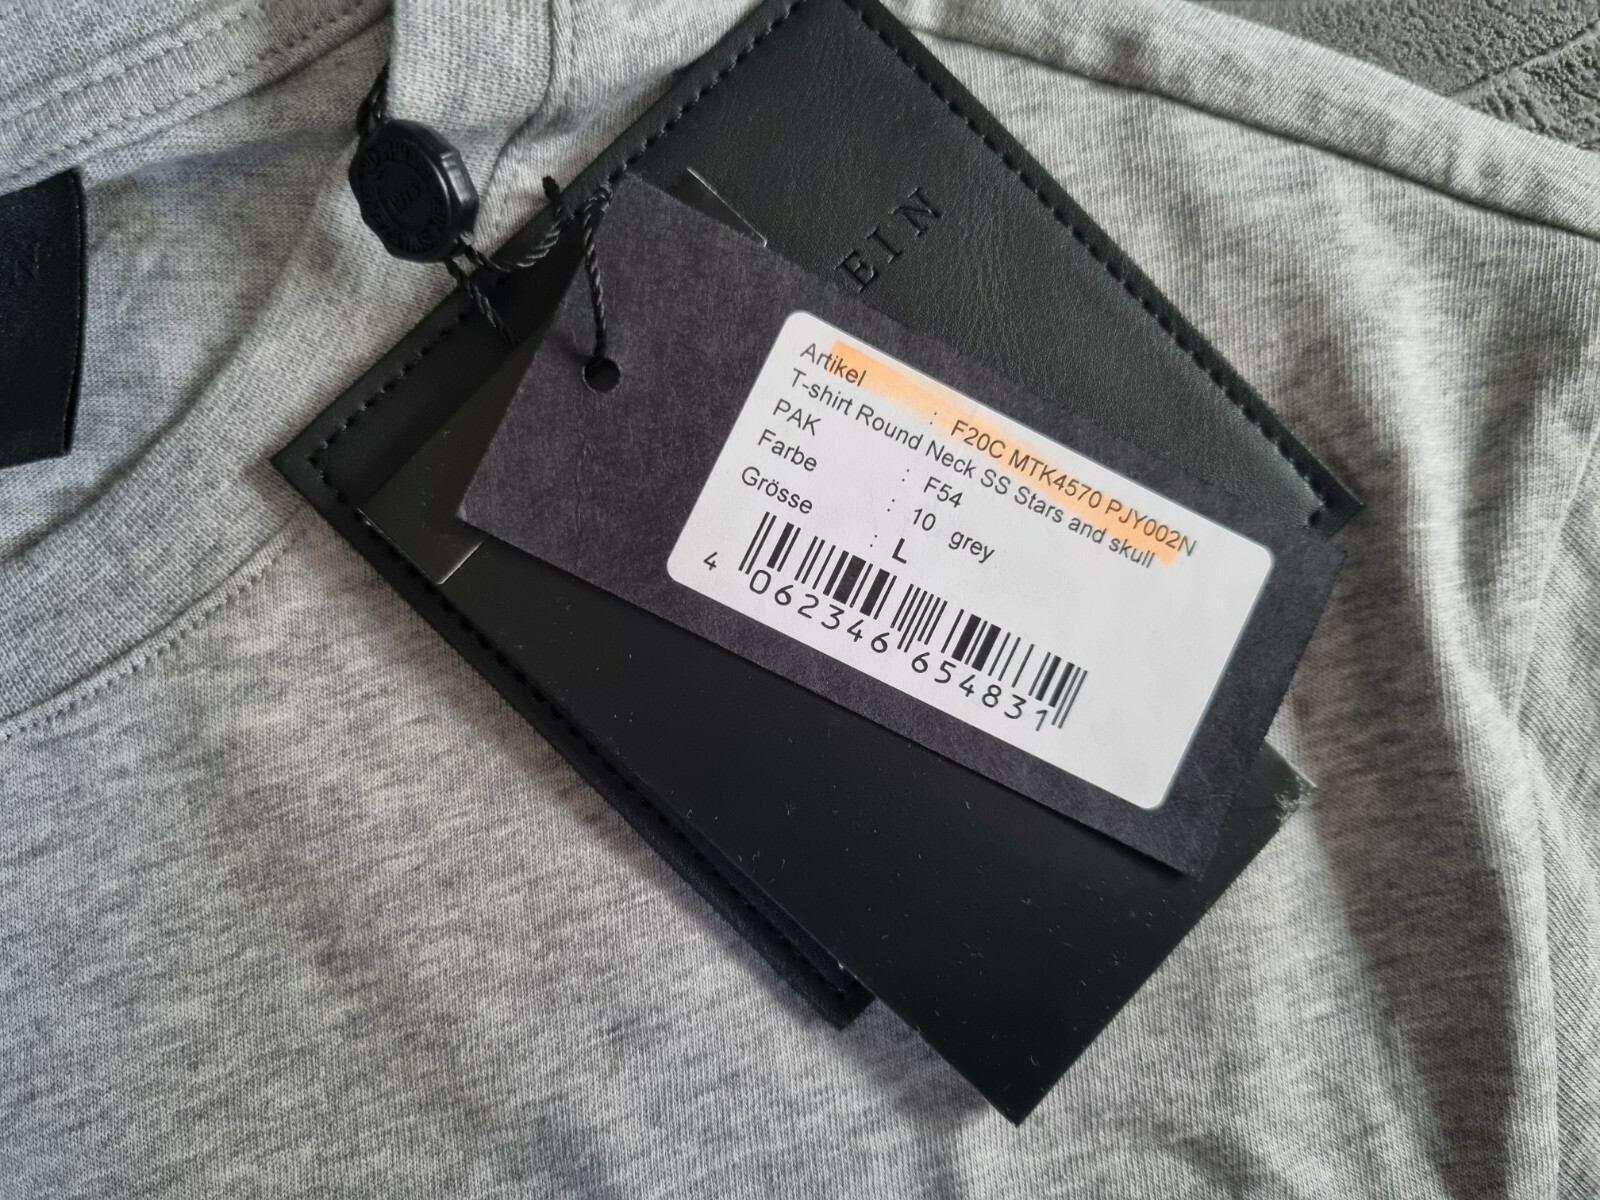 EIN
Artikel : F20C MTK4570 PJY002N
T-shirt Round Neck SS Stars and skull
PAK : F54
Farbe : 10 grey
Grösse : L
4 062346 654831